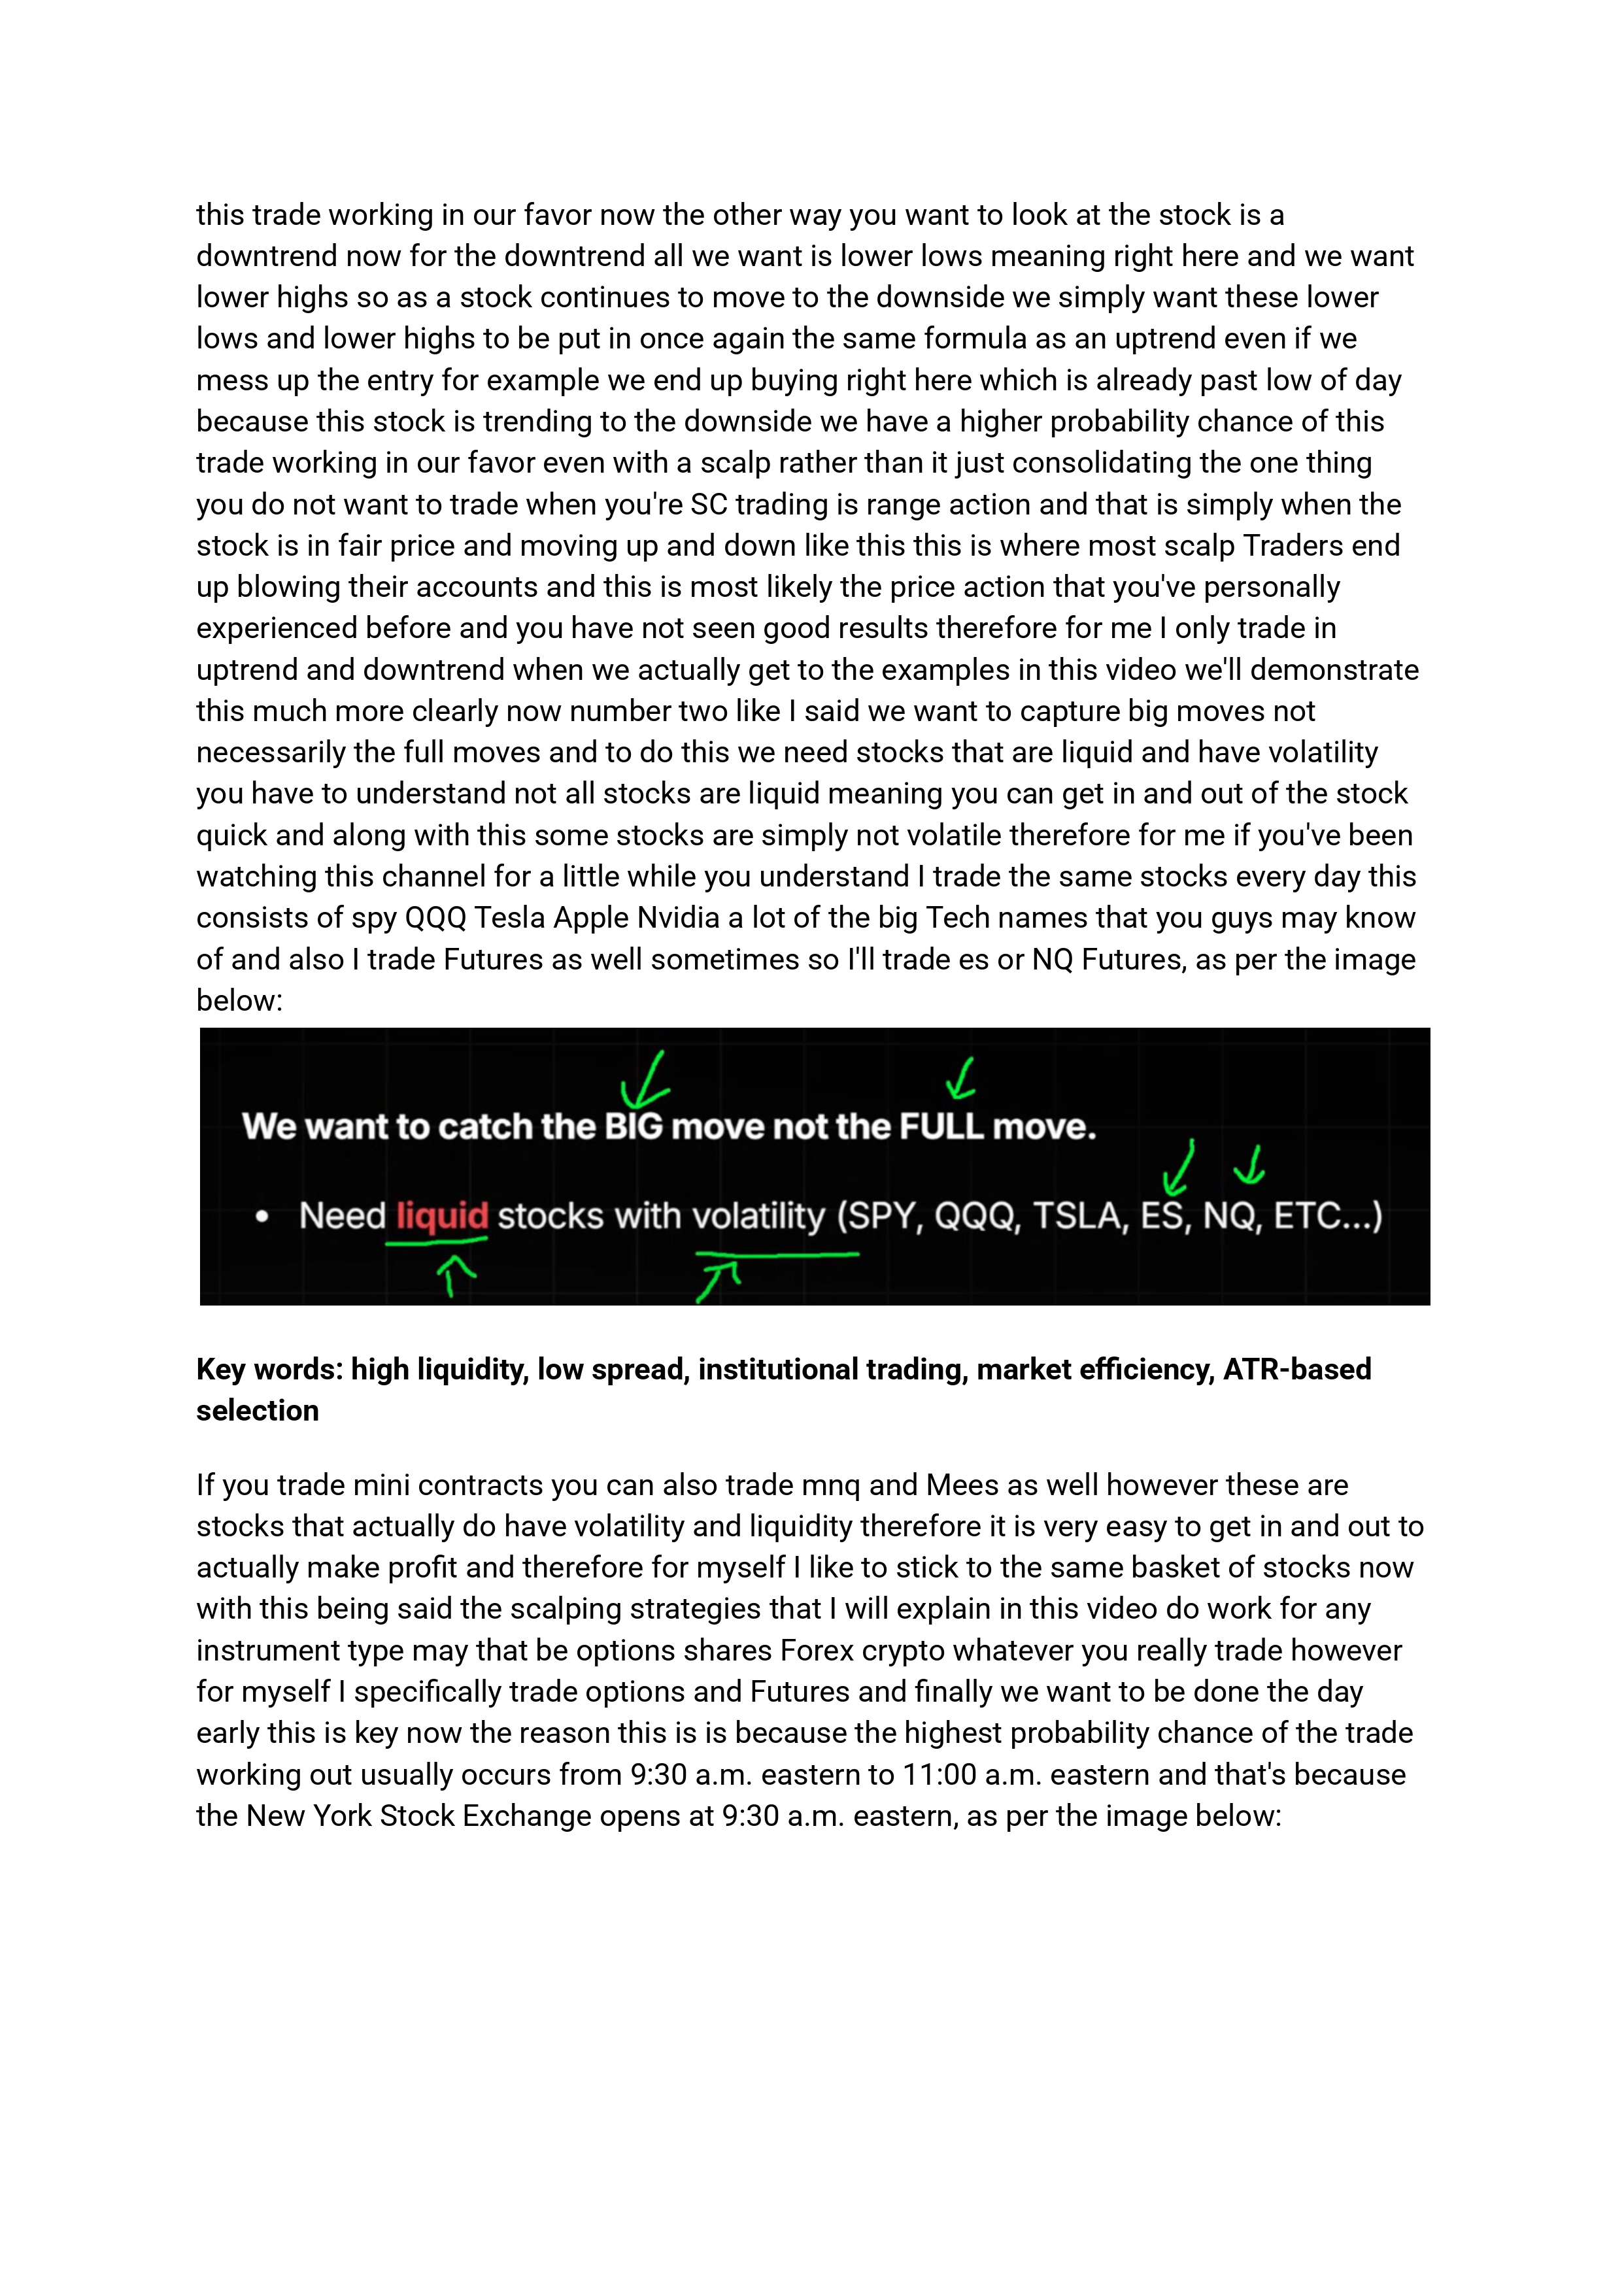 this trade working in our favor now the other way you want to look at the stock is a
downtrend now for the downtrend all we want is lower lows meaning right here and we want
lower highs so as a stock continues to move to the downside we simply want these lower
lows and lower highs to be put in once again the same formula as an uptrend even if we
mess up the entry for example we end up buying right here which is already past low of day
because this stock is trending to the downside we have a higher probability chance of this
trade working in our favor even with a scalp rather than it just consolidating the one thing
you do not want to trade when you're SC trading is range action and that is simply when the
stock is in fair price and moving up and down like this this is where most scalp Traders end
up blowing their accounts and this is most likely the price action that you've personally
experienced before and you have not seen good results therefore for me I only trade in
uptrend and downtrend when we actually get to the examples in this video we'll demonstrate
this much more clearly now number two like I said we want to capture big moves not
necessarily the full moves and to do this we need stocks that are liquid and have volatility
you have to understand not all stocks are liquid meaning you can get in and out of the stock
quick and along with this some stocks are simply not volatile therefore for me if you've been
watching this channel for a little while you understand I trade the same stocks every day this
consists of spy QQQ Tesla Apple Nvidia a lot of the big Tech names that you guys may know
of and also I trade Futures as well sometimes so I'll trade es or NQ Futures, as per the image
below:
We want to catch the BIG move not the FULL move.
• Need liquid stocks with volatility (SPY, QQQ, TSLA, ES, NQ, ETC...)
Key words: high liquidity, low spread, institutional trading, market efficiency, ATR-based
selection
If you trade mini contracts you can also trade mnq and Mees as well however these are
stocks that actually do have volatility and liquidity therefore it is very easy to get in and out to
actually make profit and therefore for myself I like to stick to the same basket of stocks now
with this being said the scalping strategies that I will explain in this video do work for any
instrument type may that be options shares Forex crypto whatever you really trade however
for myself I specifically trade options and Futures and finally we want to be done the day
early this is key now the reason this is is because the highest probability chance of the trade
working out usually occurs from 9:30 a.m. eastern to 11:00 a.m. eastern and that's because
the New York Stock Exchange opens at 9:30 a.m. eastern, as per the image below: